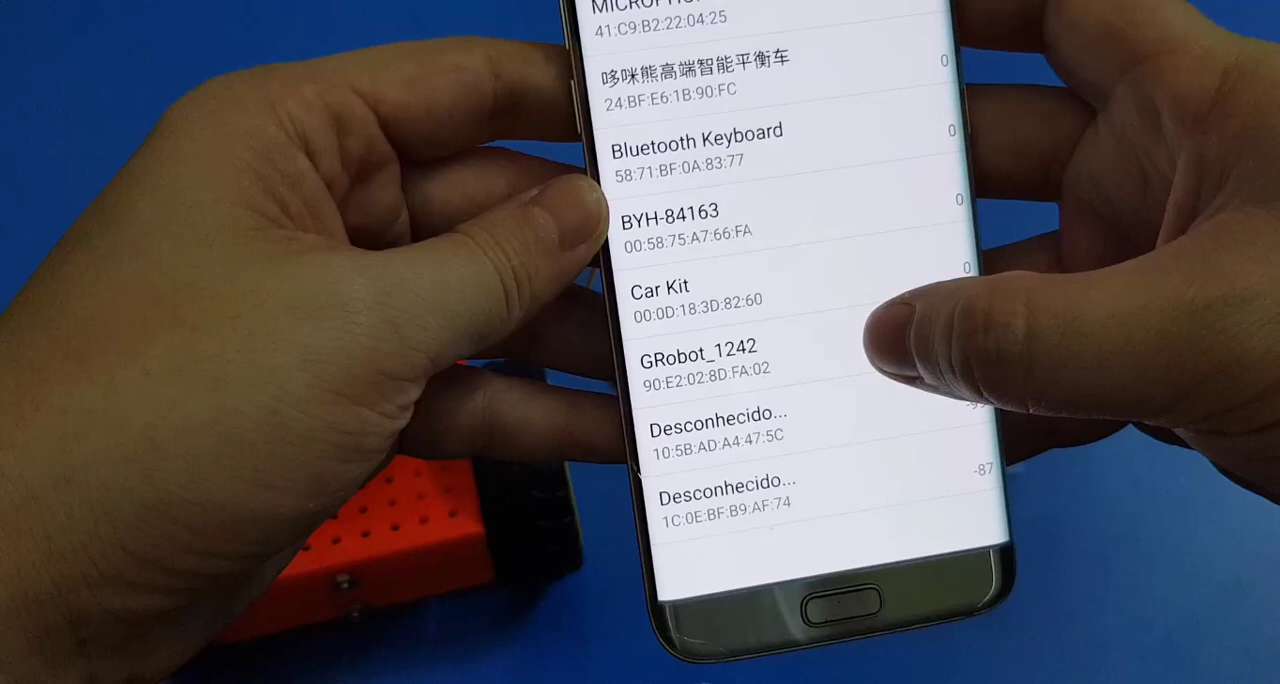 41:C9:B2:22:04:25
哆咪熊高端智能平衡车
0
24:BF:E6:1B:90:FC
Bluetooth Keyboard
0
58:71:BF:0A:83:77
BYH-84163
0
00:58:75:A7:66:FA
Car Kit
0
00:0D:18:3D:82:60
GRobot_1242
90:E2:02:8D:FA:02
Desconhecido...
10:5B:AD:A4:47:5C
Desconhecido...
-87
1C:0E:BF:B9:AF:74